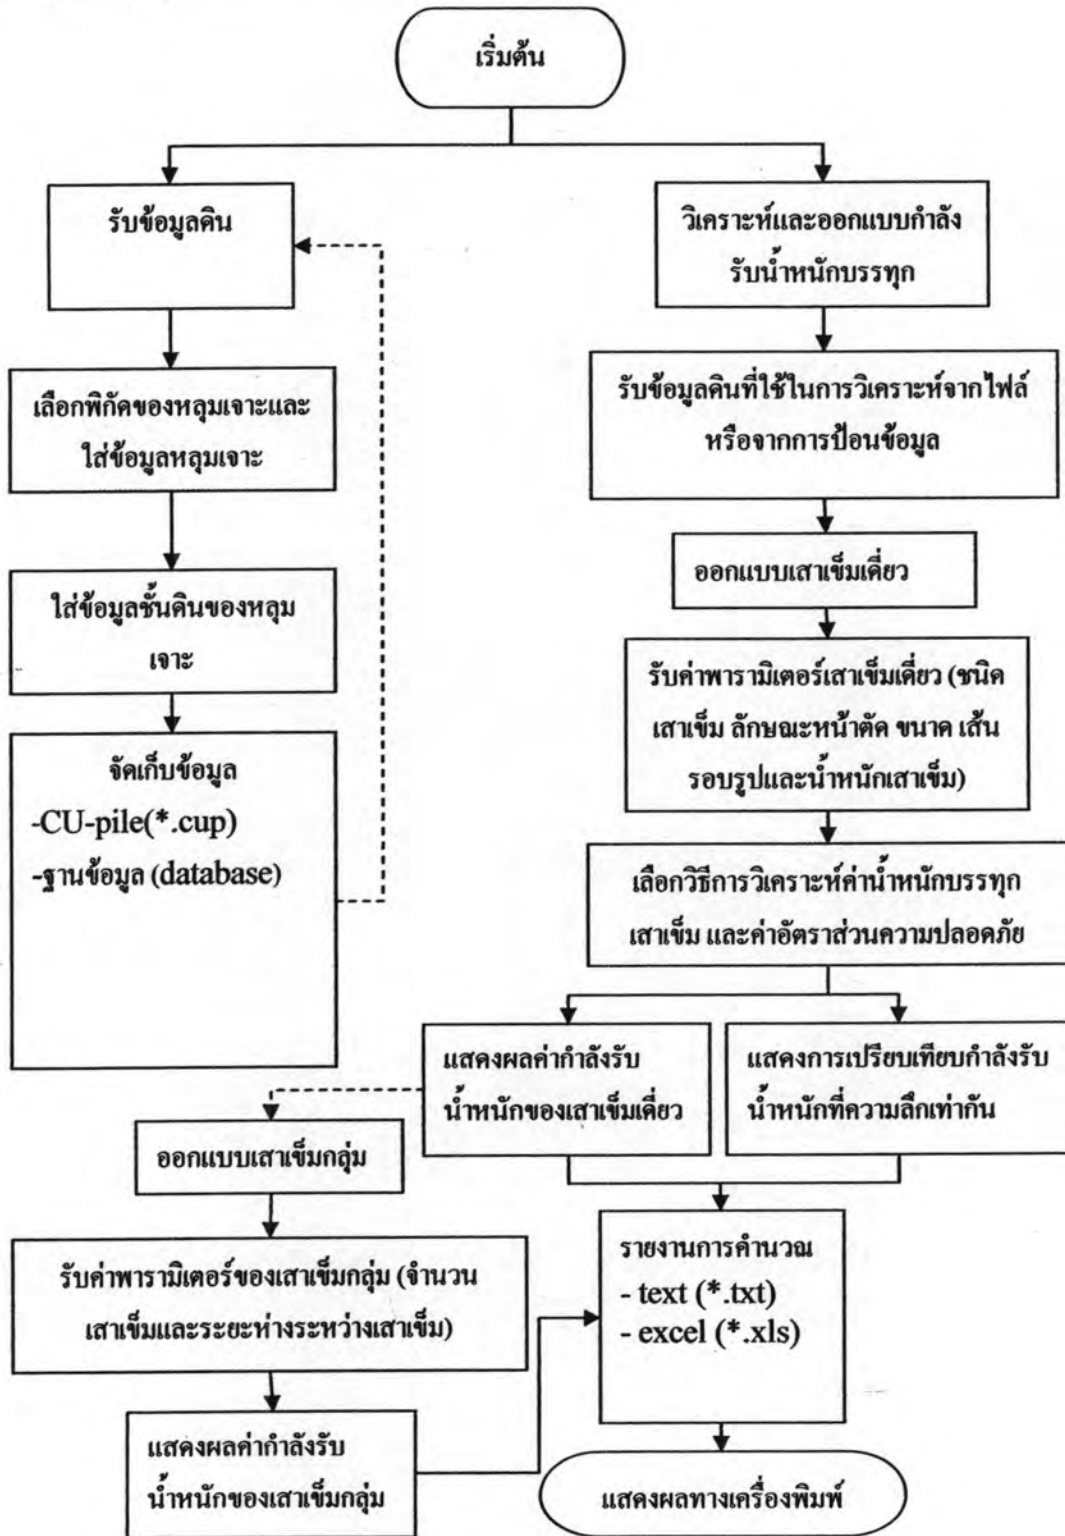 เริ่มต้น
รับข้อมูลดิน
เลือกพิกัดของหลุมเจาะและ
ใส่ข้อมูลหลุมเจาะ
ใส่ข้อมูลชั้นดินของหลุม
เจาะ
จัดเก็บข้อมูล
-CU-pile(*.cup)
-ฐานข้อมูล (database)
วิเคราะห์และออกแบบกำลัง
รับน้ำหนักบรรทุก
รับข้อมูลดินที่ใช้ในการวิเคราะห์จากไฟล์
หรือจากการป้อนข้อมูล
ออกแบบเสาเข็มเดี่ยว
รับค่าพารามิเตอร์เสาเข็มเดี่ยว (ชนิด
เสาเข็ม ลักษณะหน้าตัด ขนาด เส้น
รอบรูปและน้ำหนักเสาเข็ม)
เลือกวิธีการวิเคราะห์ค่าน้ำหนักบรรทุก
เสาเข็ม และค่าอัตราส่วนความปลอดภัย
แสดงผลค่ากำลังรับ
น้ำหนักของเสาเข็มเดี่ยว
แสดงการเปรียบเทียบกำลังรับ
น้ำหนักที่ความลึกเท่ากัน
ออกแบบเสาเข็มกลุ่ม
รับค่าพารามิเตอร์ของเสาเข็มกลุ่ม (จำนวน
เสาเข็มและระยะห่างระหว่างเสาเข็ม)
แสดงผลค่ากำลังรับ
น้ำหนักของเสาเข็มกลุ่ม
รายงานการคำนวณ
- text (*.txt)
- excel (*.xls)
แสดงผลทางเครื่องพิมพ์